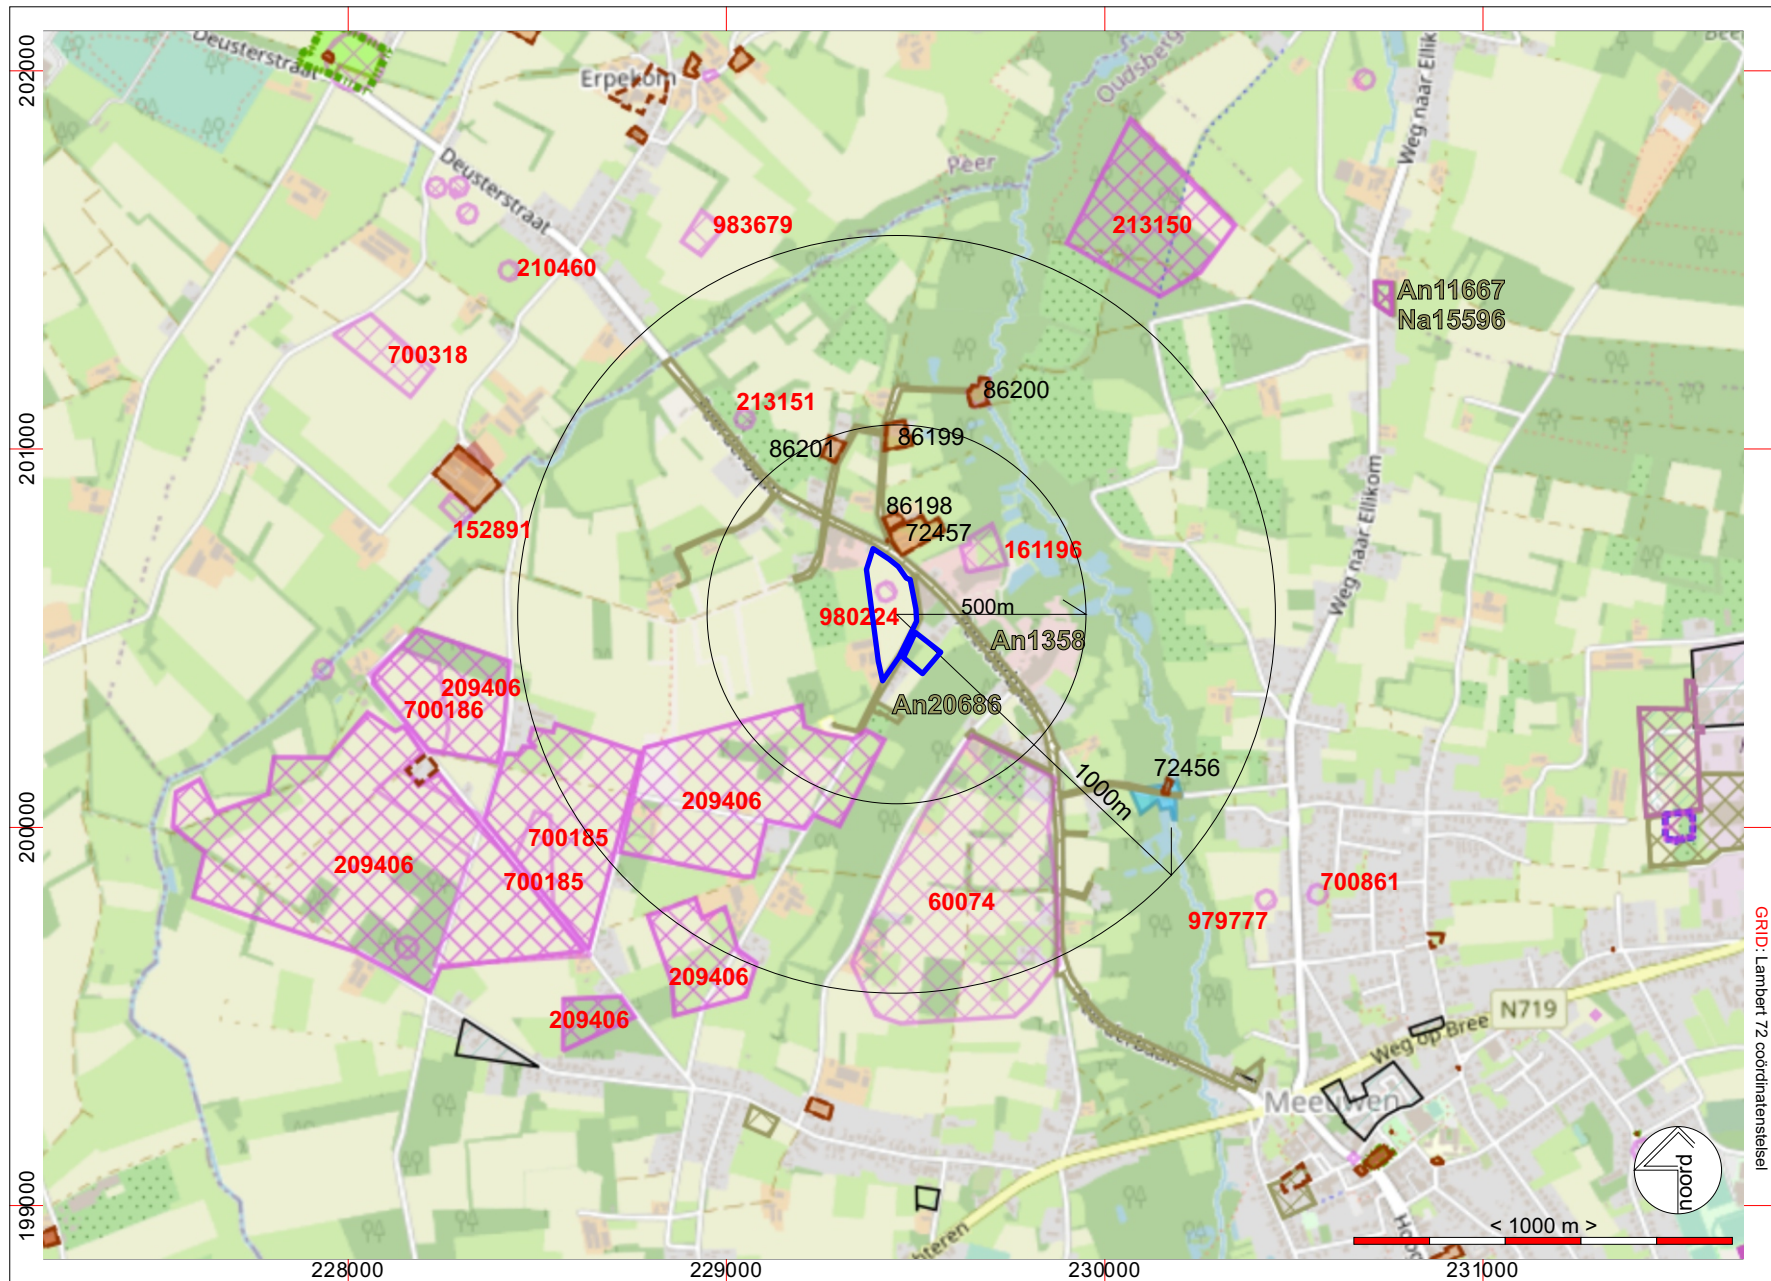 202000
201000
200000
199000
228000
229000
230000
231000
Deusterstraat
Erpekom
Oudsberg
Weg naar Ellik
Deusterstraat
Peer
983679
213150
210460
An11667
Na15596
700318
86200
213151
86199
86201
86198
72457
152891
161196
Weg naar Ellikom
980224
500m
An1358
209406
700186
An20686
72456
1000m
209406
700185
209406
700185
60074
700861
979777
209406
209406
Peerderbaan
N719
Weg op Bree
Meeuwen
noord
< 1000 m >
GRID: Lambert 72 coördinatenstelsel